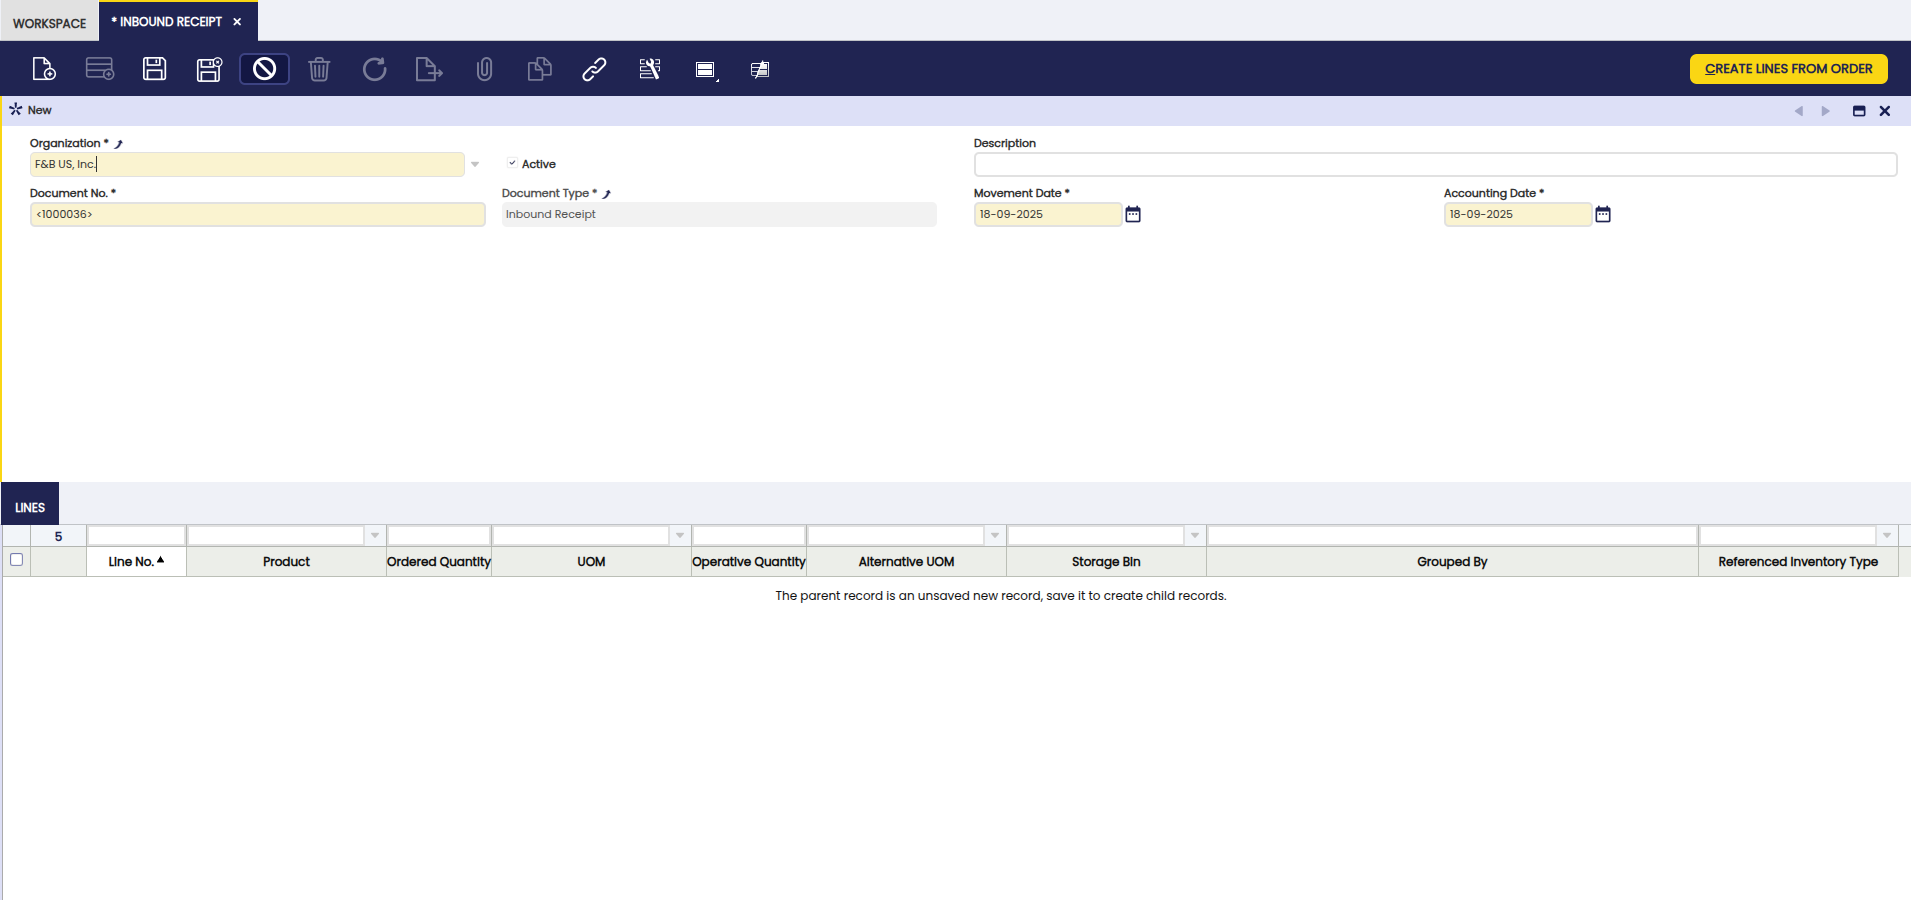 WORKSPACE
* INBOUND RECEIPT
CREATE LINES FROM ORDER
New
Organization *
Description
F&B US, Inc.
Active
Document No. *
Document Type *
Movement Date *
Accounting Date *
<1000036>
Inbound Receipt
18-09-2025
18-09-2025
LINES
5
Line No.
Product
Ordered Quantity
UOM
Operative Quantity
Alternative UOM
Storage Bin
Grouped By
Referenced Inventory Type
The parent record is an unsaved new record, save it to create child records.